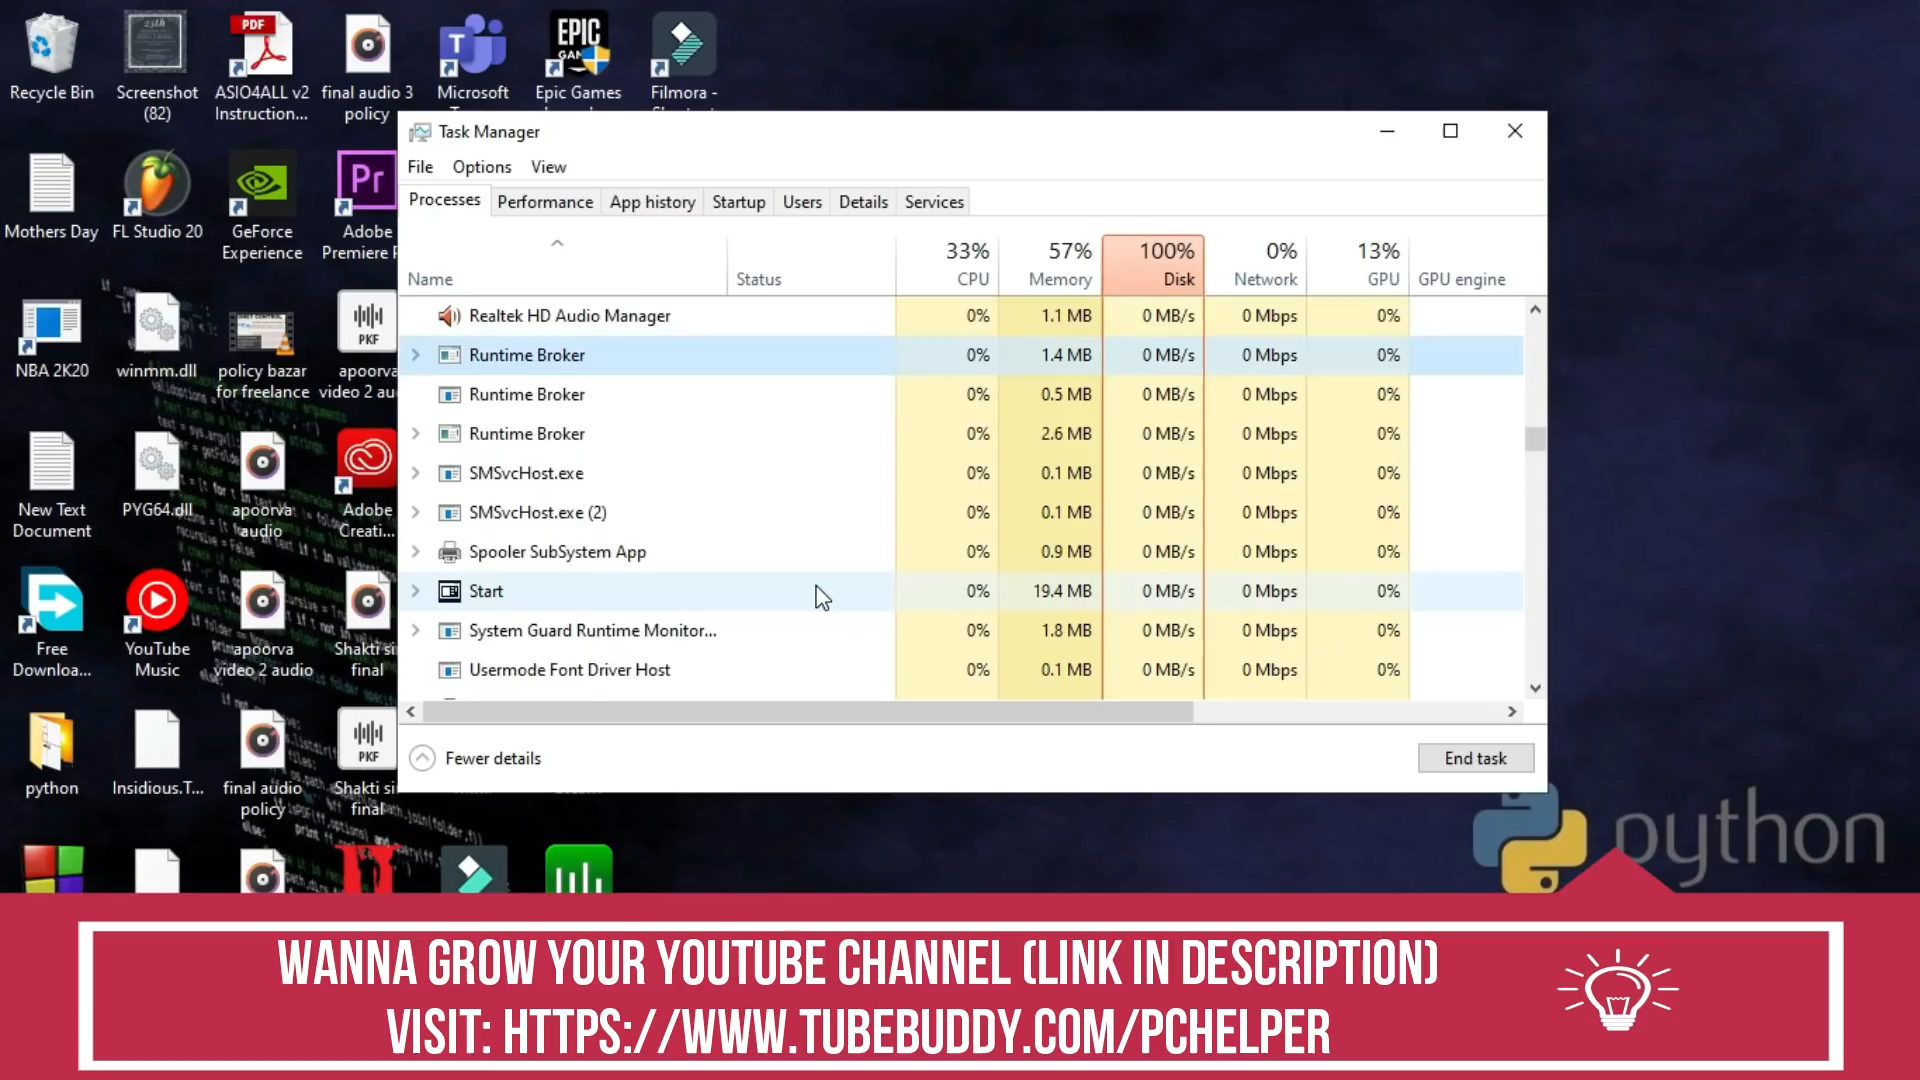 Recycle Bin
Screenshot
(82)
PDF
ASIO4ALL v2
Instruction...
final audio 3
policy
T
Microsoft
EPIC
Epic Games
Filmora -
Task Manager
File Options View
Processes Performance App history Startup Users Details Services
33% 57% 100% 0% 13%
Name Status CPU Memory Disk Network GPU GPU engine
Realtek HD Audio Manager 0% 1.1 MB 0 MB/s 0 Mbps 0%
Runtime Broker 0% 1.4 MB 0 MB/s 0 Mbps 0%
Runtime Broker 0% 0.5 MB 0 MB/s 0 Mbps 0%
Runtime Broker 0% 2.6 MB 0 MB/s 0 Mbps 0%
SMSvcHost.exe 0% 0.1 MB 0 MB/s 0 Mbps 0%
SMSvcHost.exe (2) 0% 0.1 MB 0 MB/s 0 Mbps 0%
Spooler SubSystem App 0% 0.9 MB 0 MB/s 0 Mbps 0%
Start 0% 19.4 MB 0 MB/s 0 Mbps 0%
System Guard Runtime Monitor... 0% 1.8 MB 0 MB/s 0 Mbps 0%
Usermode Font Driver Host 0% 0.1 MB 0 MB/s 0 Mbps 0%
Fewer details
End task
Mothers Day
FL Studio 20
GeForce
Experience
Pr
Adobe
Premiere
NBA 2K20
winmm.dll
policy bazar
for freelance
PKF
apoorva
video 2 au
New Text
Document
PYG64.dll
apoorva
audio
Adobe
Creati...
Free
Downloa...
YouTube
Music
apoorva
video 2 audio
Shakti si
final
python
Insidious.T...
final audio
policy
PKF
Shakti si
final
python
WANNA GROW YOUR YOUTUBE CHANNEL (LINK IN DESCRIPTION)
VISIT: HTTPS://WWW.TUBEBUDDY.COM/PCHELPER